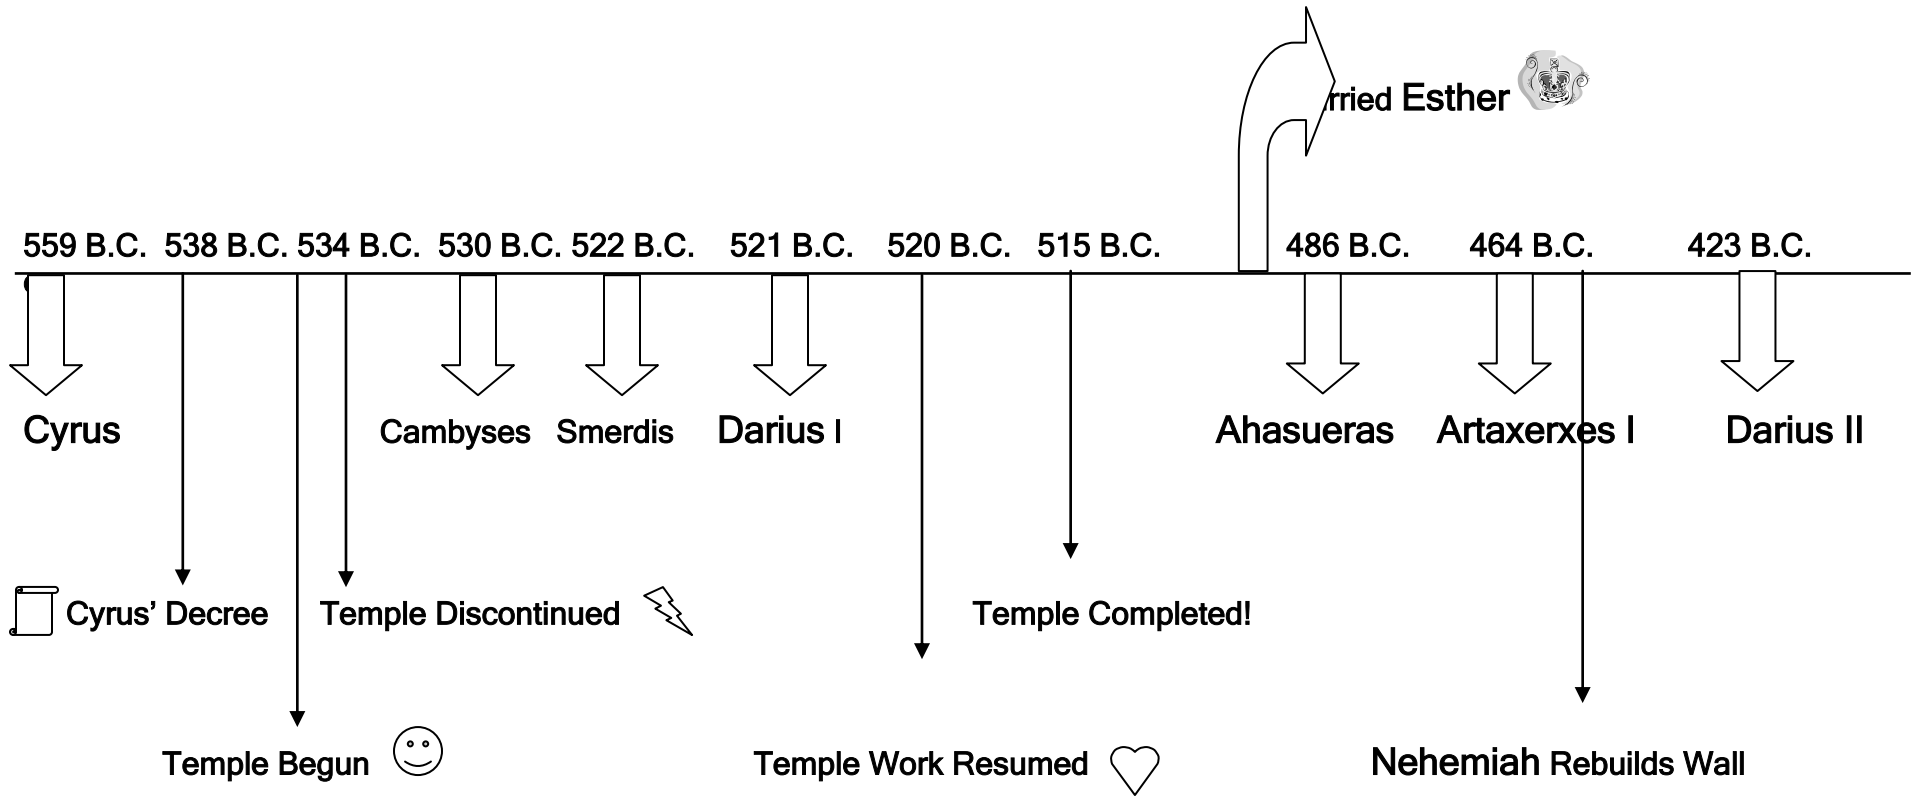 rried Esther
559 B.C. 538 B.C. 534 B.C. 530 B.C. 522 B.C. 521 B.C. 520 B.C. 515 B.C. 486 B.C. 464 B.C. 423 B.C.
Cyrus Cambyses Smerdis Darius I Ahasueras Artaxerxes I Darius II
Cyrus’ Decree Temple Discontinued Temple Completed!
Temple Begun Temple Work Resumed Nehemiah Rebuilds Wall